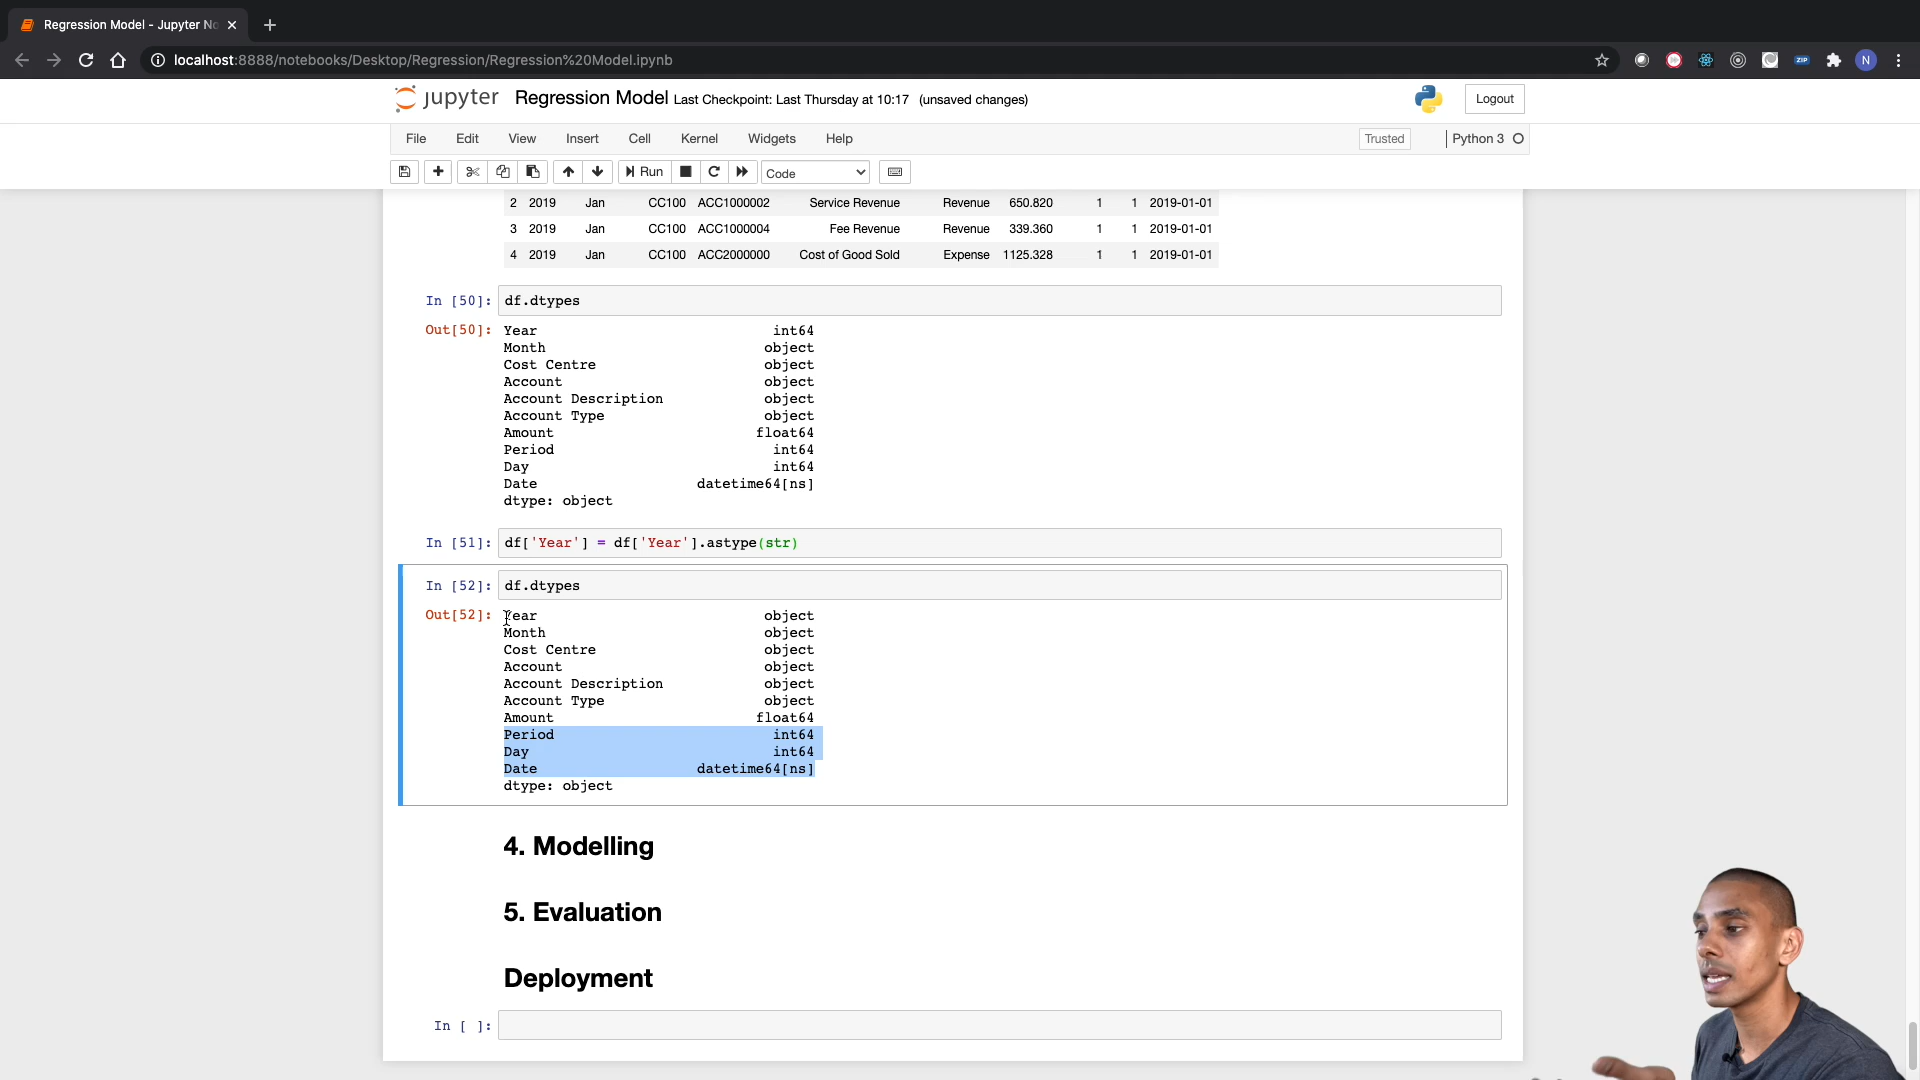 Regression Model - Jupyter No
localhost:8888/notebooks/Desktop/Regression/Regression%20Model.ipynb
ZIP
N
jupyter Regression Model Last Checkpoint: Last Thursday at 10:17 (unsaved changes)
Logout
File Edit View Insert Cell Kernel Widgets Help
Trusted
Python 3
Run
Code
2 2019 Jan CC100 ACC1000002 Service Revenue Revenue 650.820 1 1 2019-01-01
3 2019 Jan CC100 ACC1000004 Fee Revenue Revenue 339.360 1 1 2019-01-01
4 2019 Jan CC100 ACC2000000 Cost of Good Sold Expense 1125.328 1 1 2019-01-01
In [50]: df.dtypes
Out[50]: Year int64
Month object
Cost Centre object
Account object
Account Description object
Account Type object
Amount float64
Period int64
Day int64
Date datetime64[ns]
dtype: object
In [51]: df['Year'] = df['Year'].astype(str)
In [52]: df.dtypes
Out[52]: Year object
Month object
Cost Centre object
Account object
Account Description object
Account Type object
Amount float64
Period int64
Day int64
Date datetime64[ns]
dtype: object
4. Modelling
5. Evaluation
Deployment
In [ ]: